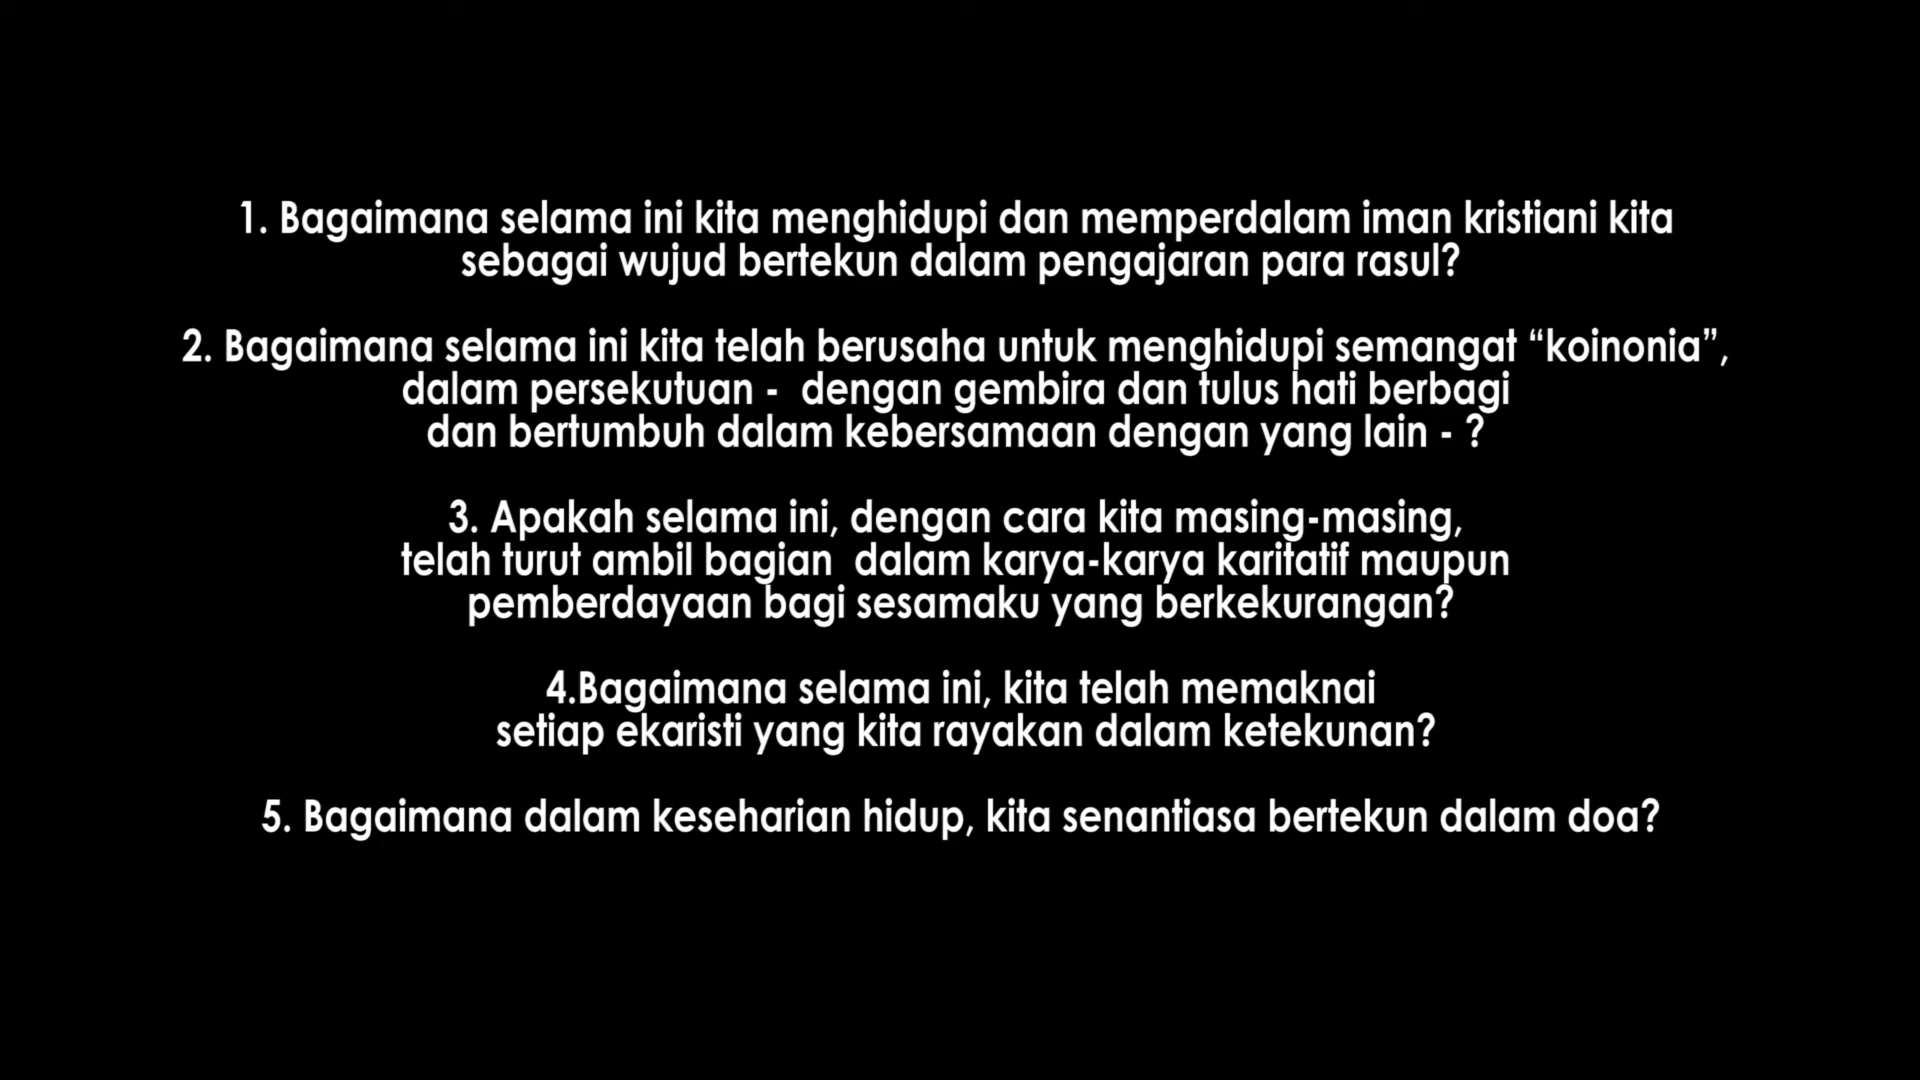 1. Bagaimana selama ini kita menghidupi dan memperdalam iman kristiani kita
sebagai wujud bertekun dalam pengajaran para rasul?
2. Bagaimana selama ini kita telah berusaha untuk menghidupi semangat “koinonia”,
dalam persekutuan -  dengan gembira dan tulus hati berbagi
dan bertumbuh dalam kebersamaan dengan yang lain - ?
3. Apakah selama ini, dengan cara kita masing-masing,
telah turut ambil bagian  dalam karya-karya karitatif maupun
pemberdayaan bagi sesamaku yang berkekurangan?
4.Bagaimana selama ini, kita telah memaknai
setiap ekaristi yang kita rayakan dalam ketekunan?
5. Bagaimana dalam keseharian hidup, kita senantiasa bertekun dalam doa?